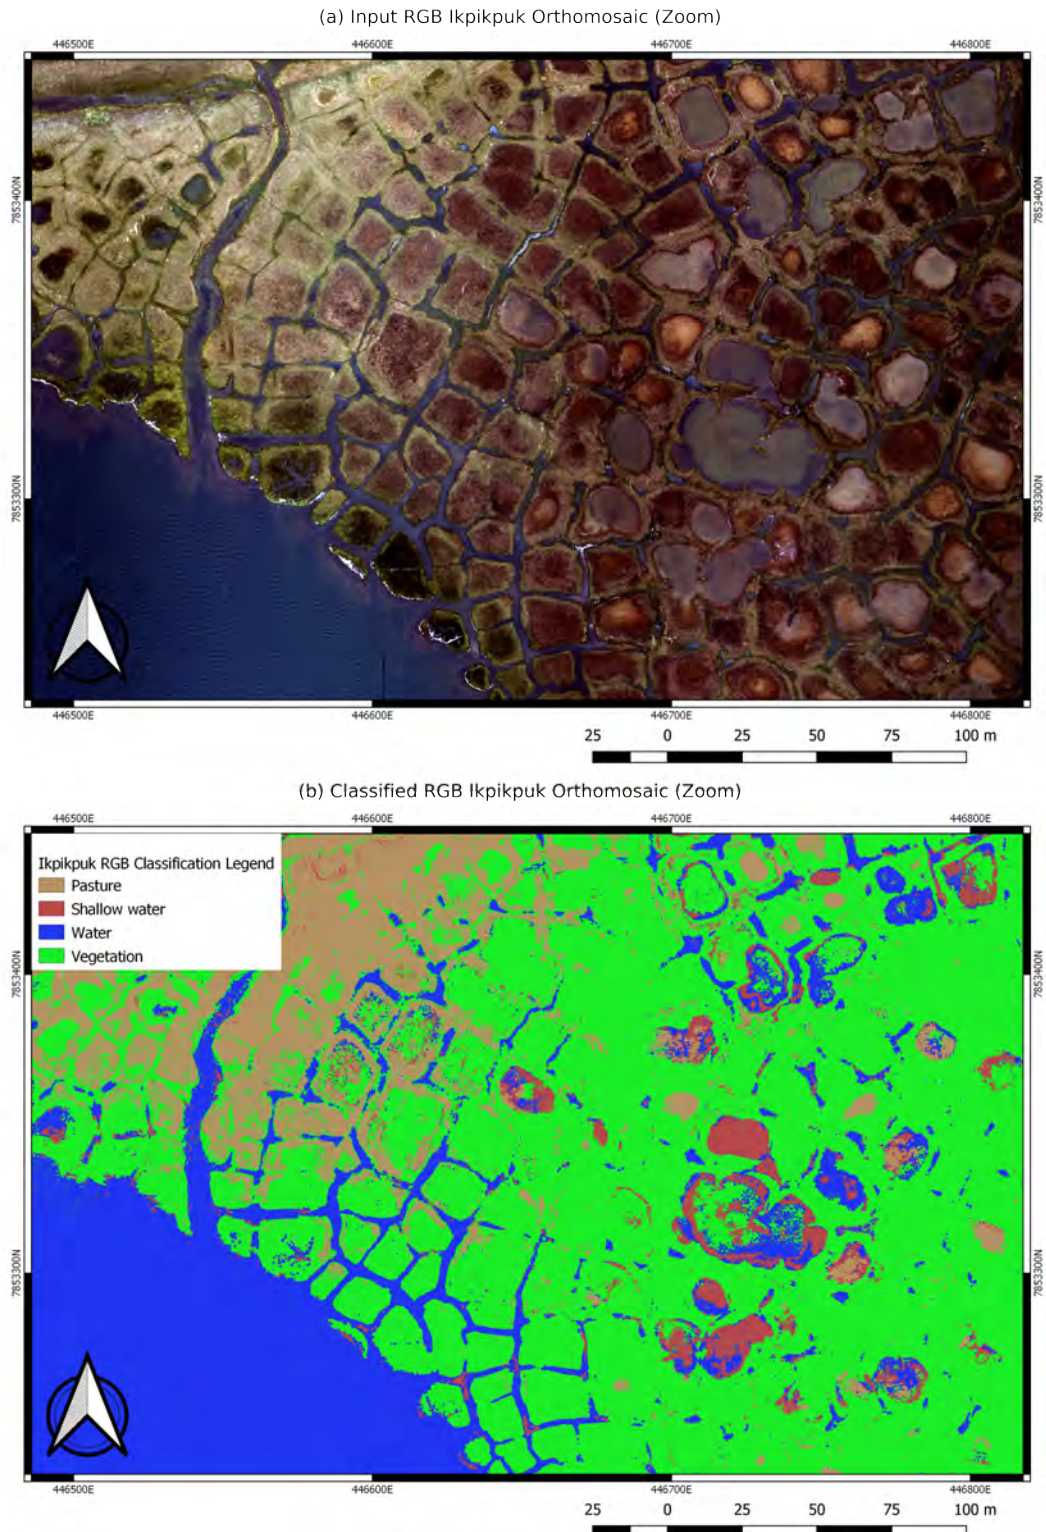 (a) Input RGB Ikpikpuk Orthomosaic (Zoom)
446500E 446600E 446700E 446800E
7853400N 7853400N
7853300N 7853300N
446500E 446600E 446700E 446800E
25 0 25 50 75 100 m
(b) Classified RGB Ikpikpuk Orthomosaic (Zoom)
446500E 446600E 446700E 446800E
Ikpikpuk RGB Classification Legend
Pasture
Shallow water
Water
Vegetation
7853400N 7853400N
7853300N 7853300N
446500E 446600E 446700E 446800E
25 0 25 50 75 100 m